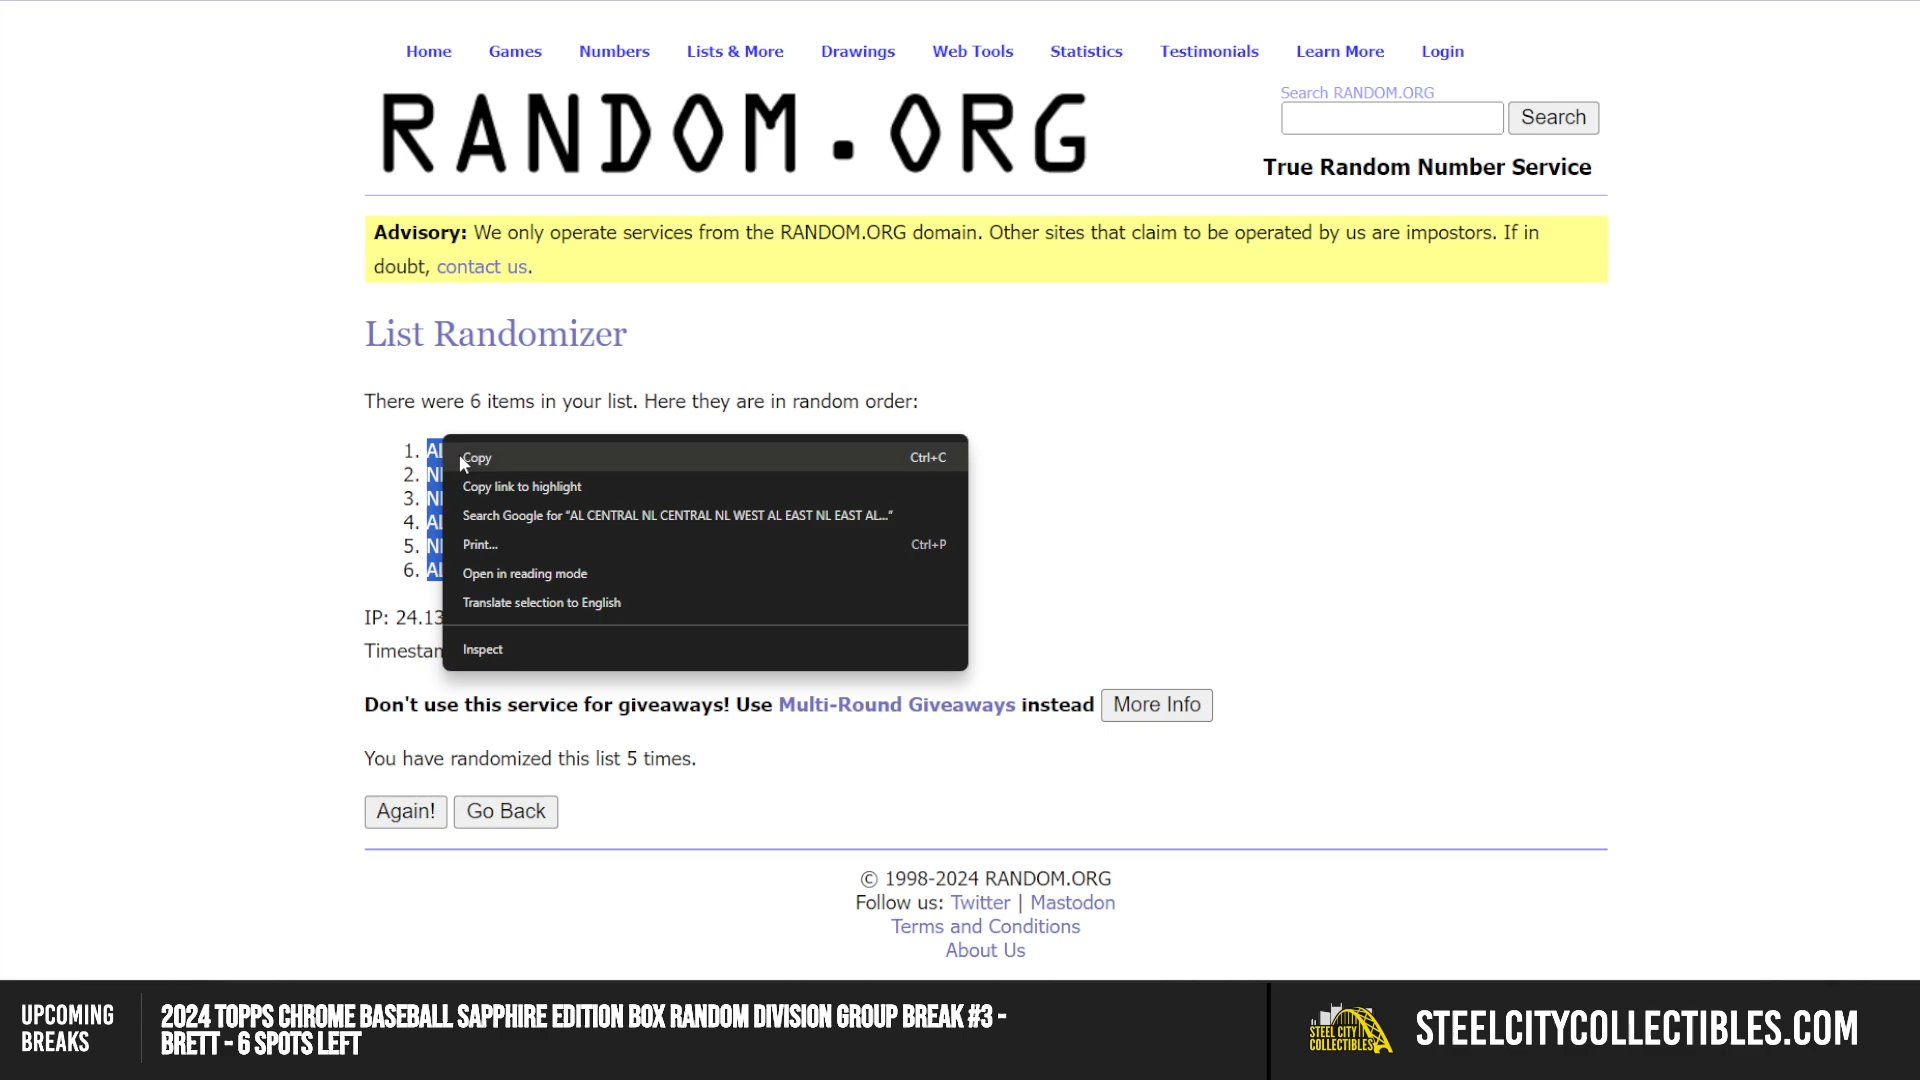 Home Games Numbers Lists & More Drawings Web Tools Statistics Testimonials Learn More Login
RANDOM.ORG
Search RANDOM.ORG
Search
True Random Number Service
Advisory: We only operate services from the RANDOM.ORG domain. Other sites that claim to be operated by us are impostors. If in
doubt, contact us.
List Randomizer
There were 6 items in your list. Here they are in random order:
1. AL
2. NL
3. NL
4. AL
5. NL
6. AL
Copy Ctrl+C
Copy link to highlight
Search Google for “AL CENTRAL NL CENTRAL NL WEST AL EAST NL EAST AL...”
Print... Ctrl+P
Open in reading mode
Translate selection to English
Inspect
IP: 24.13
Timestam
Don't use this service for giveaways! Use Multi-Round Giveaways instead More Info
You have randomized this list 5 times.
Again! Go Back
© 1998-2024 RANDOM.ORG
Follow us: Twitter | Mastodon
Terms and Conditions
About Us
UPCOMING
BREAKS
2024 TOPPS CHROME BASEBALL SAPPHIRE EDITION BOX RANDOM DIVISION GROUP BREAK #3 -
BRETT - 6 SPOTS LEFT
STEEL CITY
COLLECTIBLES
STEELCITYCOLLECTIBLES.COM